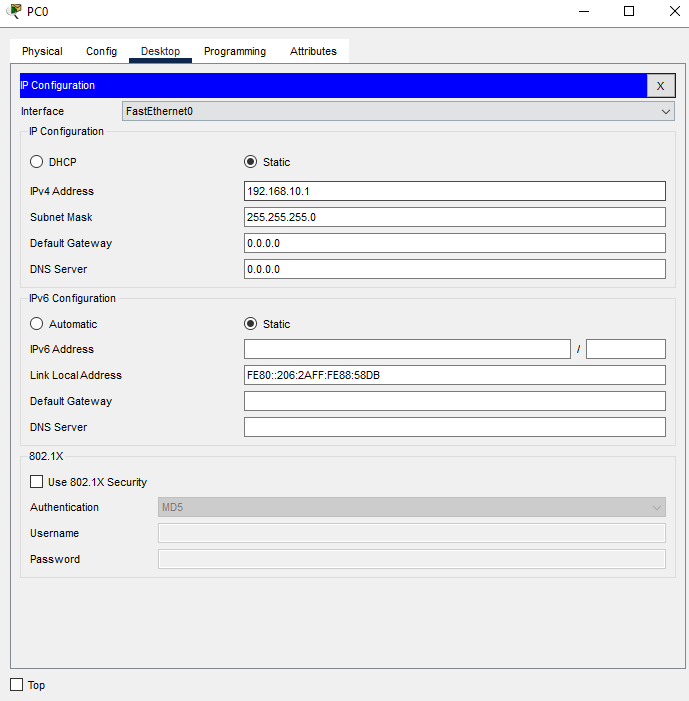 PC0
Physical Config Desktop Programming Attributes
IP Configuration X
Interface FastEthernet0
IP Configuration
DHCP Static
IPv4 Address 192.168.10.1
Subnet Mask 255.255.255.0
Default Gateway 0.0.0.0
DNS Server 0.0.0.0
IPv6 Configuration
Automatic Static
IPv6 Address /
Link Local Address FE80::206:2AFF:FE88:58DB
Default Gateway
DNS Server
802.1X
Use 802.1X Security
Authentication MD5
Username
Password
Top